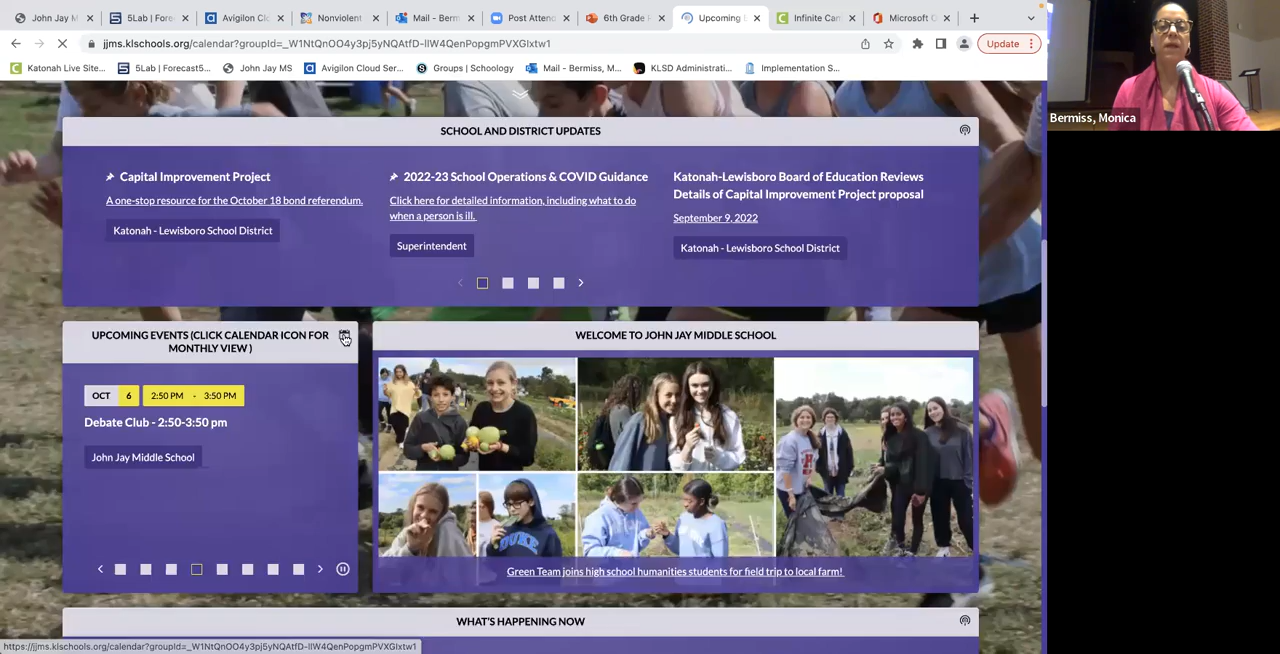 John Jay M
5Lab | Fore
Avigilon Clo
Nonviolent
Mail - Berm
Post Attend
6th Grade P
Upcoming E
Infinite Cam
Microsoft O
jjms.klschools.org/calendar?groupId=_W1NtQnOO4y3pj5yNQAtfD-lIW4QenPopgmPVXGlxtw1
Update
Katonah Live Site...
5Lab | Forecast5...
John Jay MS
Avigilon Cloud Ser...
Groups | Schoology
Mail - Bermiss, M...
KLSD Administrati...
Implementation S...
Bermiss, Monica
SCHOOL AND DISTRICT UPDATES
Capital Improvement Project
A one-stop resource for the October 18 bond referendum.
Katonah - Lewisboro School District
2022-23 School Operations & COVID Guidance
Click here for detailed information, including what to do
when a person is ill.
Superintendent
Katonah-Lewisboro Board of Education Reviews
Details of Capital Improvement Project proposal
September 9, 2022
Katonah - Lewisboro School District
UPCOMING EVENTS (CLICK CALENDAR ICON FOR
MONTHLY VIEW )
OCT 6 2:50 PM - 3:50 PM
Debate Club - 2:50-3:50 pm
John Jay Middle School
WELCOME TO JOHN JAY MIDDLE SCHOOL
DUKE
Green Team joins high school humanities students for field trip to local farm!
WHAT'S HAPPENING NOW
https://jjms.klschools.org/calendar?groupId=_W1NtQnOO4y3pj5yNQAtfD-lIW4QenPopgmPVXGlxtw1